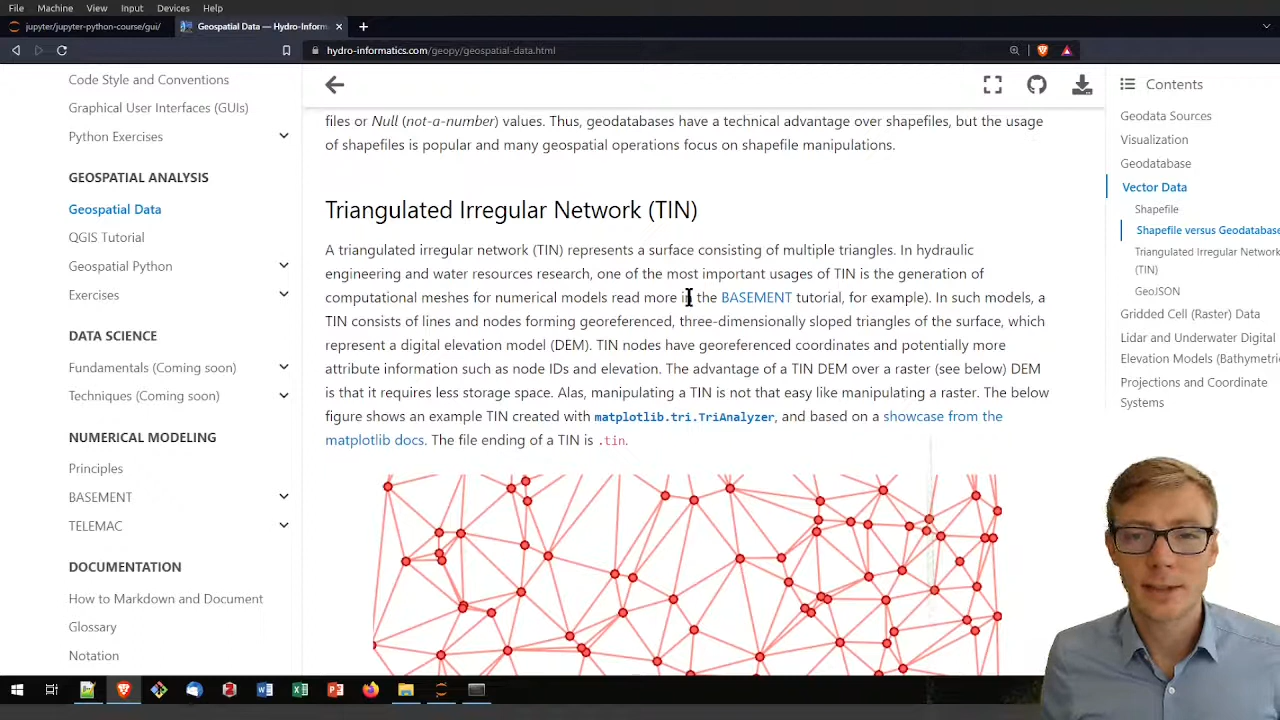 File Machine View Input Devices Help
jupyter/jupyter-python-course/gui/
Geospatial Data — Hydro-Inform
hydro-informatics.com/geopy/geospatial-data.html
Code Style and Conventions
Graphical User Interfaces (GUIs)
Python Exercises
GEOSPATIAL ANALYSIS
Geospatial Data
QGIS Tutorial
Geospatial Python
Exercises
DATA SCIENCE
Fundamentals (Coming soon)
Techniques (Coming soon)
NUMERICAL MODELING
Principles
BASEMENT
TELEMAC
DOCUMENTATION
How to Markdown and Document
Glossary
Notation
files or Null (not-a-number) values. Thus, geodatabases have a technical advantage over shapefiles, but the usage
of shapefiles is popular and many geospatial operations focus on shapefile manipulations.
Triangulated Irregular Network (TIN)
A triangulated irregular network (TIN) represents a surface consisting of multiple triangles. In hydraulic
engineering and water resources research, one of the most important usages of TIN is the generation of
computational meshes for numerical models read more in the BASEMENT tutorial, for example). In such models, a
TIN consists of lines and nodes forming georeferenced, three-dimensionally sloped triangles of the surface, which
represent a digital elevation model (DEM). TIN nodes have georeferenced coordinates and potentially more
attribute information such as node IDs and elevation. The advantage of a TIN DEM over a raster (see below) DEM
is that it requires less storage space. Alas, manipulating a TIN is not that easy like manipulating a raster. The below
figure shows an example TIN created with matplotlib.tri.TriAnalyzer, and based on a showcase from the
matplotlib docs. The file ending of a TIN is .tin.
Contents
Geodata Sources
Visualization
Geodatabase
Vector Data
Shapefile
Shapefile versus Geodatabase
Triangulated Irregular Network
(TIN)
GeoJSON
Gridded Cell (Raster) Data
Lidar and Underwater Digital
Elevation Models (Bathymetri
Projections and Coordinate
Systems